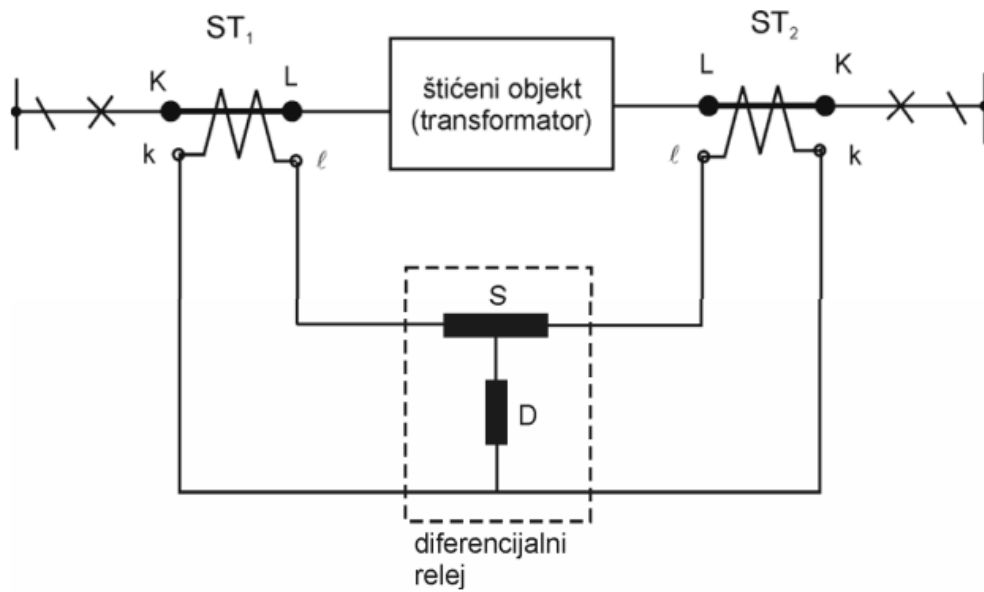 ST₁
ST₂
K
L
štićeni objekt
(transformator)
L
K
k
ℓ
ℓ
k
S
D
diferencijalni
relej